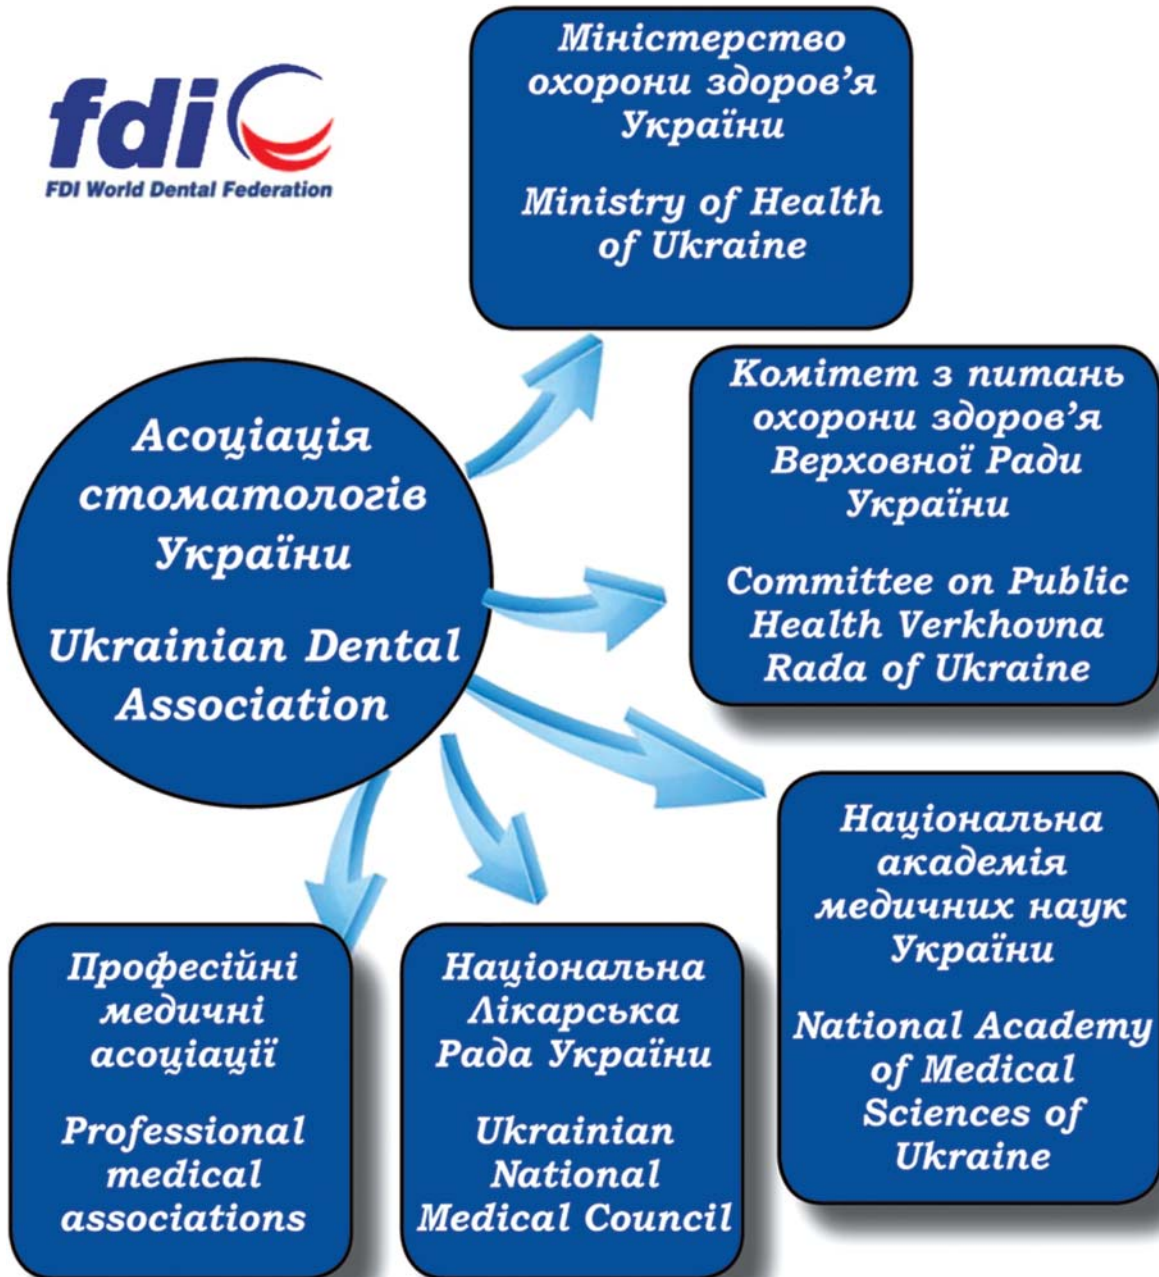 fdi
FDI World Dental Federation
Міністерство
охорони здоров’я
України
Ministry of Health
of Ukraine
Асоціація
стоматологів
України
Ukrainian Dental
Association
Комітет з питань
охорони здоров’я
Верховної Ради
України
Committee on Public
Health Verkhovna
Rada of Ukraine
Національна
академія
медичних наук
України
National Academy
of Medical
Sciences of
Ukraine
Національна
Лікарська
Рада України
Ukrainian
National
Medical Council
Професійні
медичні
асоціації
Professional
medical
associations